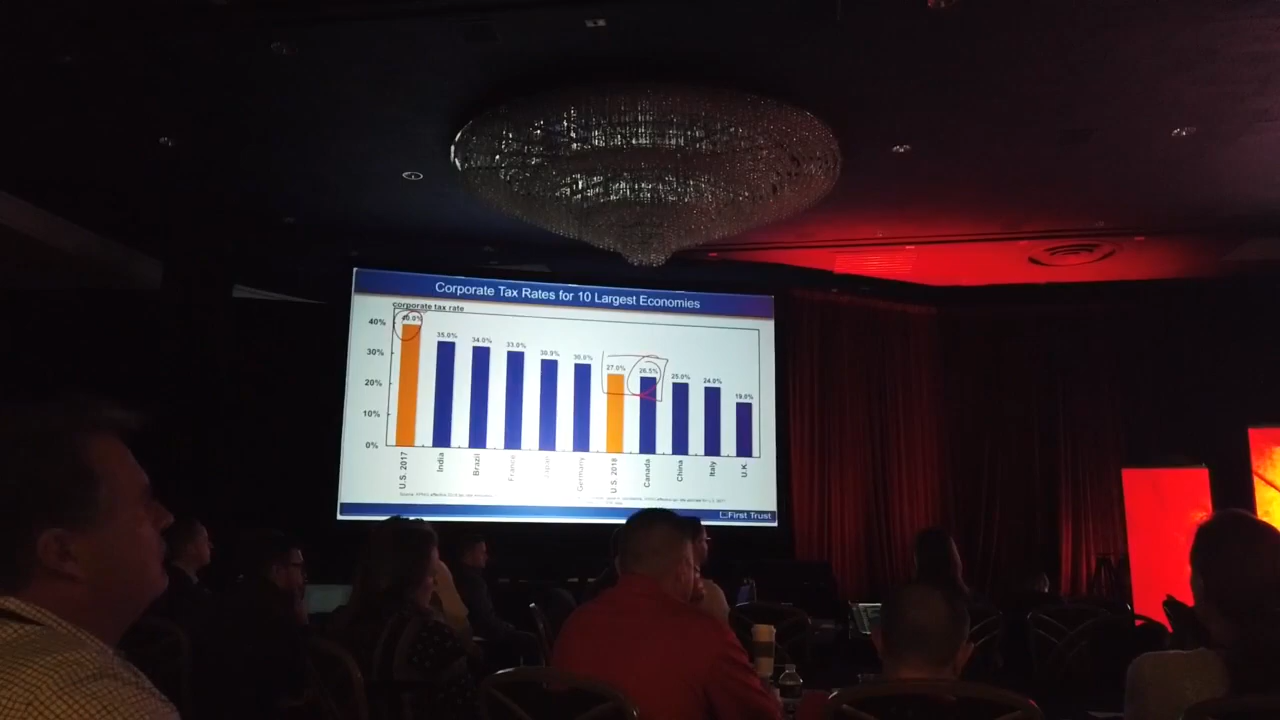 Corporate Tax Rates for 10 Largest Economies
corporate tax rate
40%
30%
20%
10%
0%
40.0% 35.0% 34.0% 33.0% 30.9% 30.0% 27.0% 26.5% 25.0% 24.0% 19.0%
U.S. 2017 India Brazil France Japan Germany U.S. 2018 Canada China Italy U.K.
First Trust